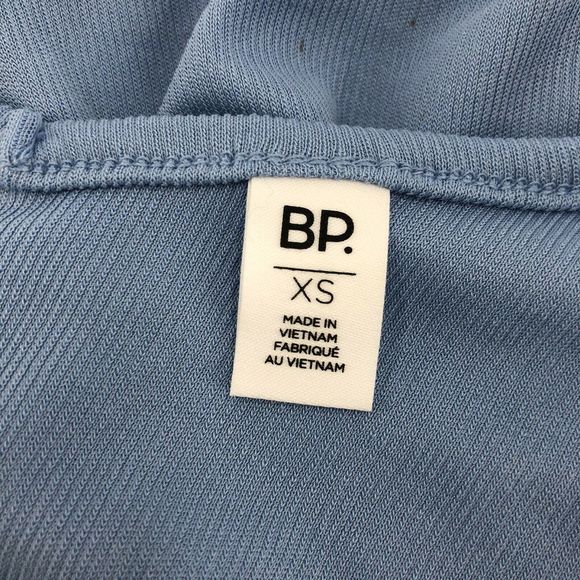 BP.
XS
MADE IN
VIETNAM
FABRIQUÉ
AU VIETNAM